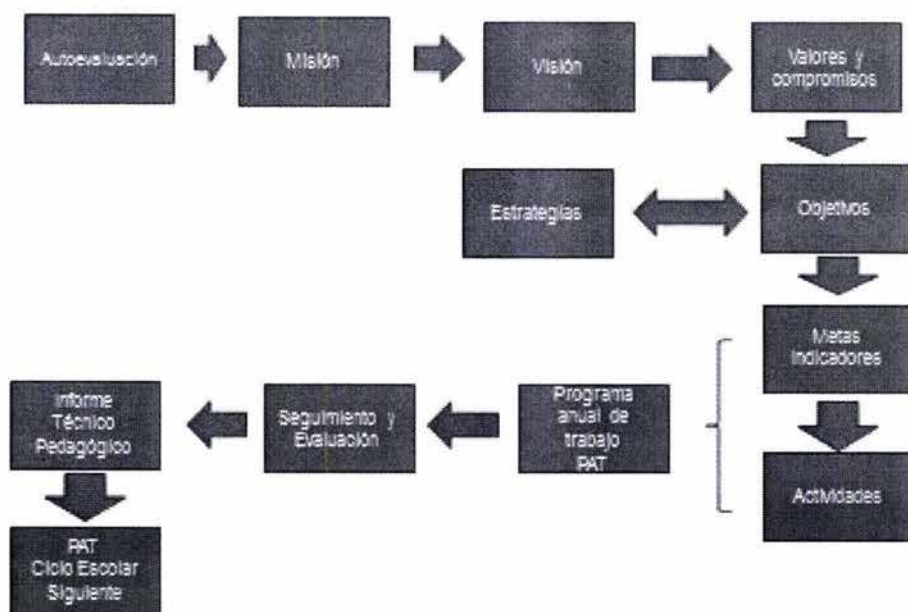 Autoevaluación
Misión
Visión
Valores y
compromisos
Estrategias
Objetivos
Metas
Indicadores
Informe
Técnico
Pedagógico
Seguimiento y
Evaluación
Programa
anual de
trabajo
PAT
Actividades
PAT
Ciclo Escolar
Siguiente